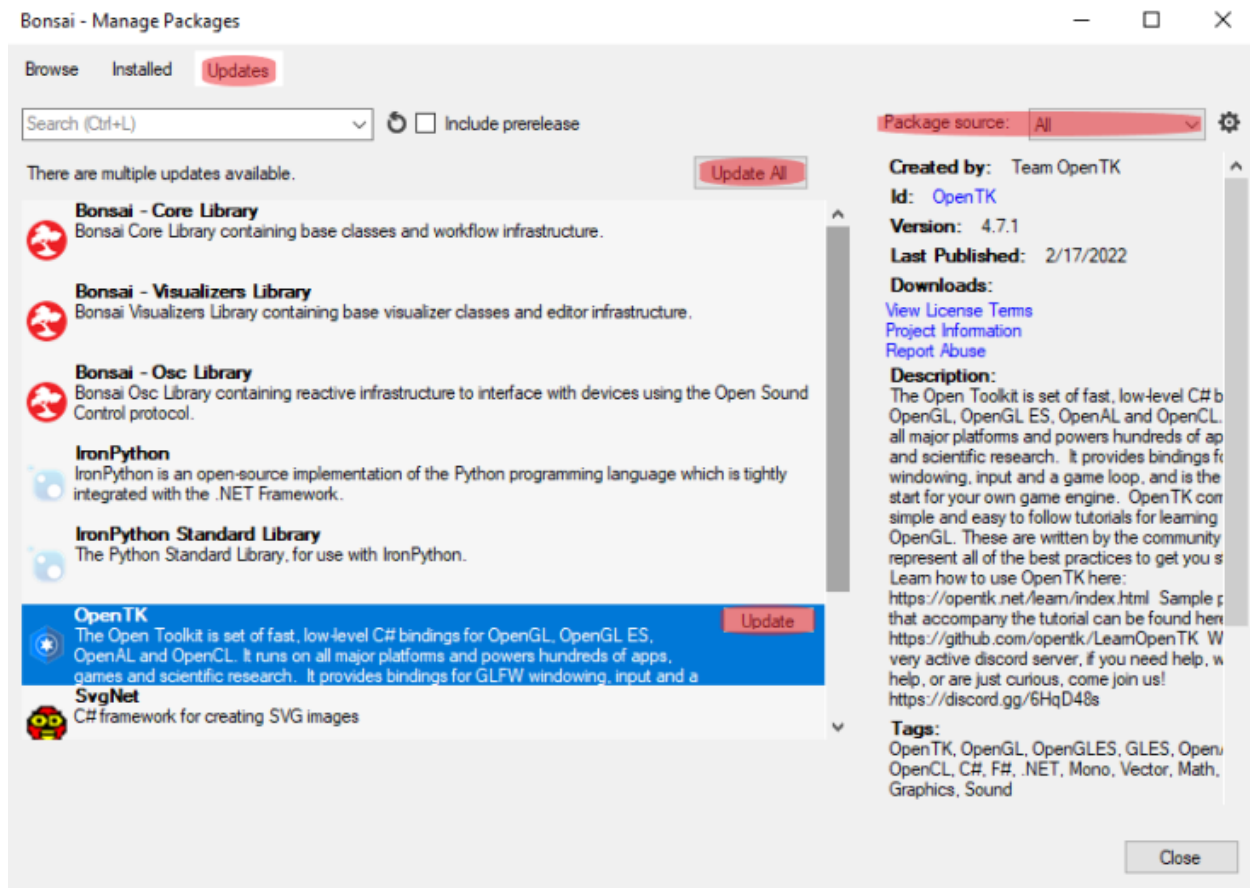 Bonsai - Manage Packages
Browse Installed Updates
Search (Ctrl+L) Include prerelease Package source: All
There are multiple updates available. Update All
Bonsai - Core Library
Bonsai Core Library containing base classes and workflow infrastructure.
Bonsai - Visualizers Library
Bonsai Visualizers Library containing base visualizer classes and editor infrastructure.
Bonsai - Osc Library
Bonsai Osc Library containing reactive infrastructure to interface with devices using the Open Sound
Control protocol.
IronPython
IronPython is an open-source implementation of the Python programming language which is tightly
integrated with the .NET Framework.
IronPython Standard Library
The Python Standard Library, for use with IronPython.
OpenTK Update
The Open Toolkit is set of fast, low-level C# bindings for OpenGL, OpenGL ES,
OpenAL and OpenCL. It runs on all major platforms and powers hundreds of apps,
games and scientific research. It provides bindings for GLFW windowing, input and a
SvgNet
C# framework for creating SVG images
Created by: Team OpenTK
Id: OpenTK
Version: 4.7.1
Last Published: 2/17/2022
Downloads:
View License Terms
Project Information
Report Abuse
Description:
The Open Toolkit is set of fast, low-level C# b
OpenGL, OpenGL ES, OpenAL and OpenCL.
all major platforms and powers hundreds of ap
and scientific research. It provides bindings fo
windowing, input and a game loop, and is the
start for your own game engine. OpenTK com
simple and easy to follow tutorials for learning
OpenGL. These are written by the community
represent all of the best practices to get you s
Learn how to use OpenTK here:
https://opentk.net/learn/index.html Sample p
that accompany the tutorial can be found here
https://github.com/opentk/LearnOpenTK W
very active discord server, if you need help, w
help, or are just curious, come join us!
https://discord.gg/6HqD48s
Tags:
OpenTK, OpenGL, OpenGLES, GLES, OpenA
OpenCL, C#, F#, .NET, Mono, Vector, Math,
Graphics, Sound
Close